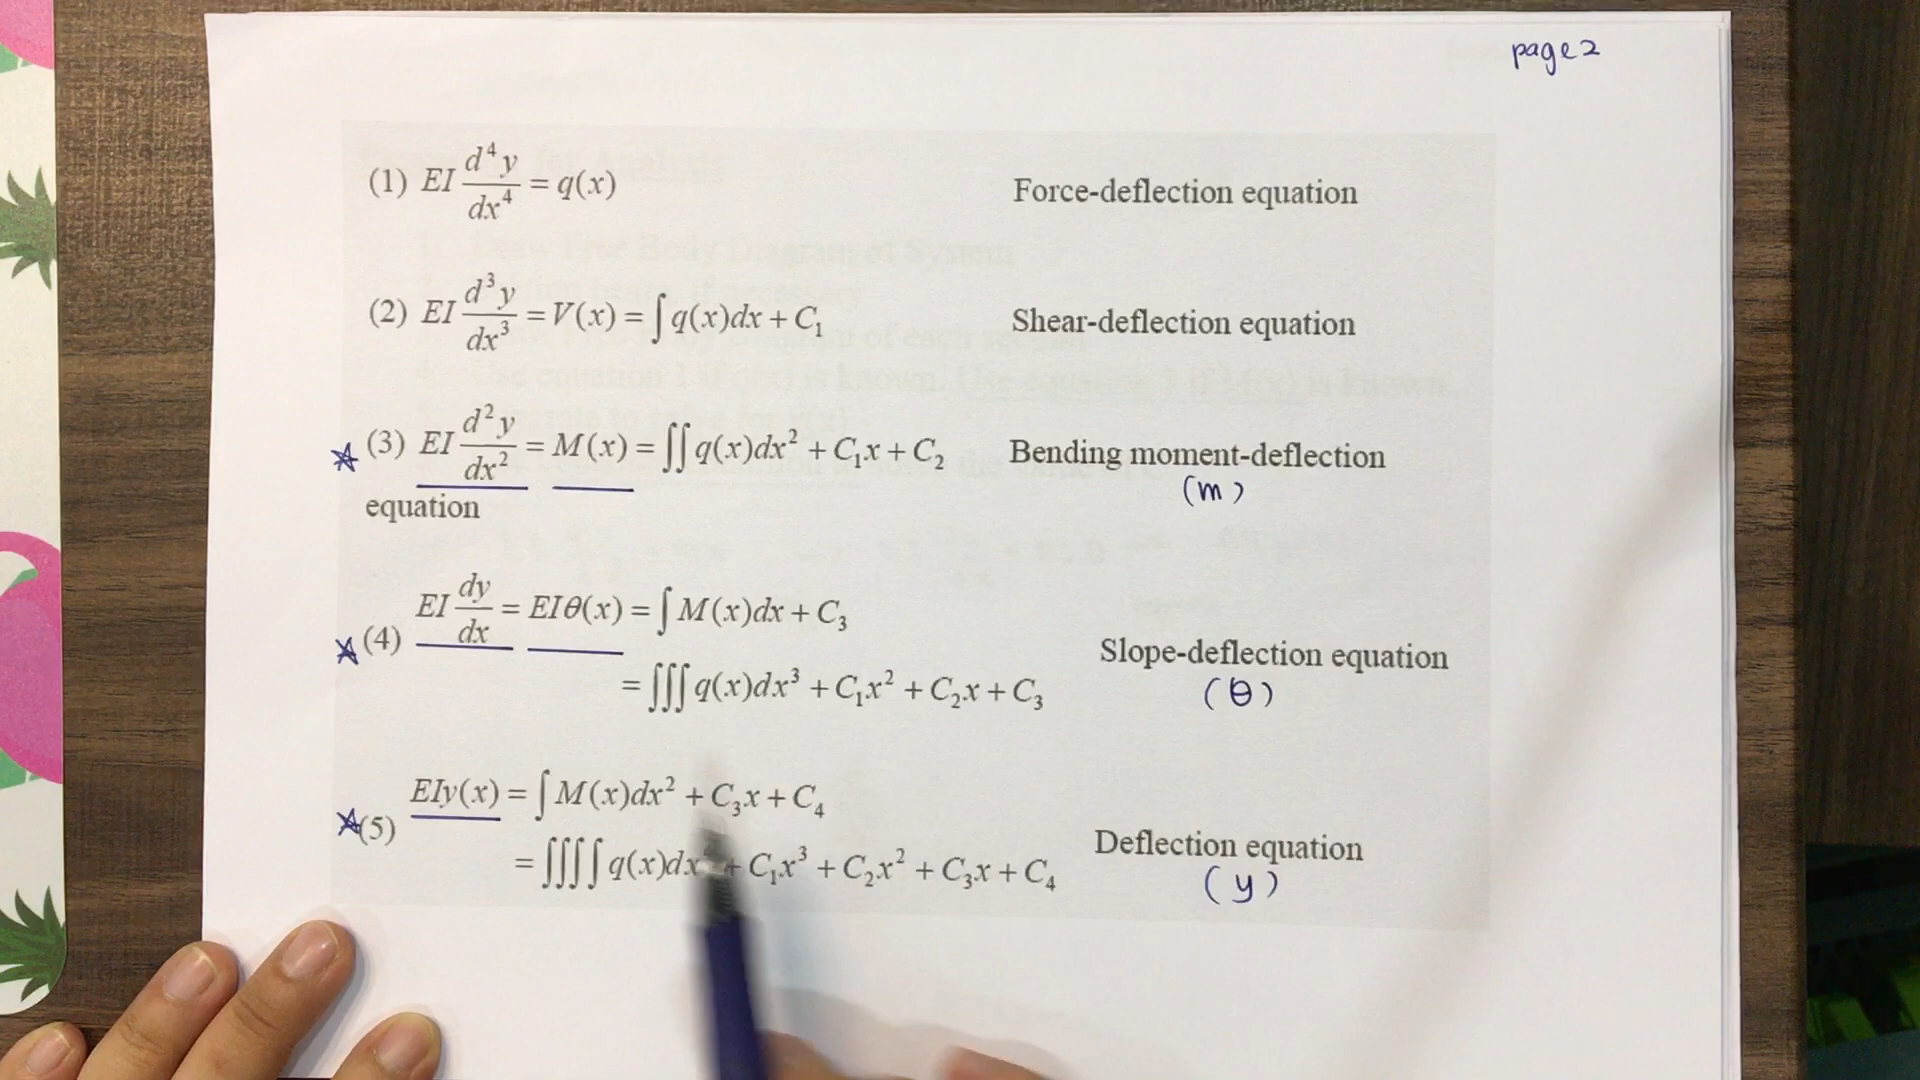 page 2
(1) EI d⁴y/dx⁴ = q(x) Force-deflection equation
(2) EI d³y/dx³ = V(x) = ∫ q(x)dx + C₁ Shear-deflection equation
(3) EI d²y/dx² = M(x) = ∬ q(x)dx² + C₁x + C₂ Bending moment-deflection
(m)
equation
(4) EI dy/dx = EIθ(x) = ∫ M(x)dx + C₃
= ∭ q(x)dx³ + C₁x² + C₂x + C₃ Slope-deflection equation
(θ)
(5) EIy(x) = ∫ M(x)dx² + C₃x + C₄
= ∬∬ q(x)dx + C₁x³ + C₂x² + C₃x + C₄ Deflection equation
(y)